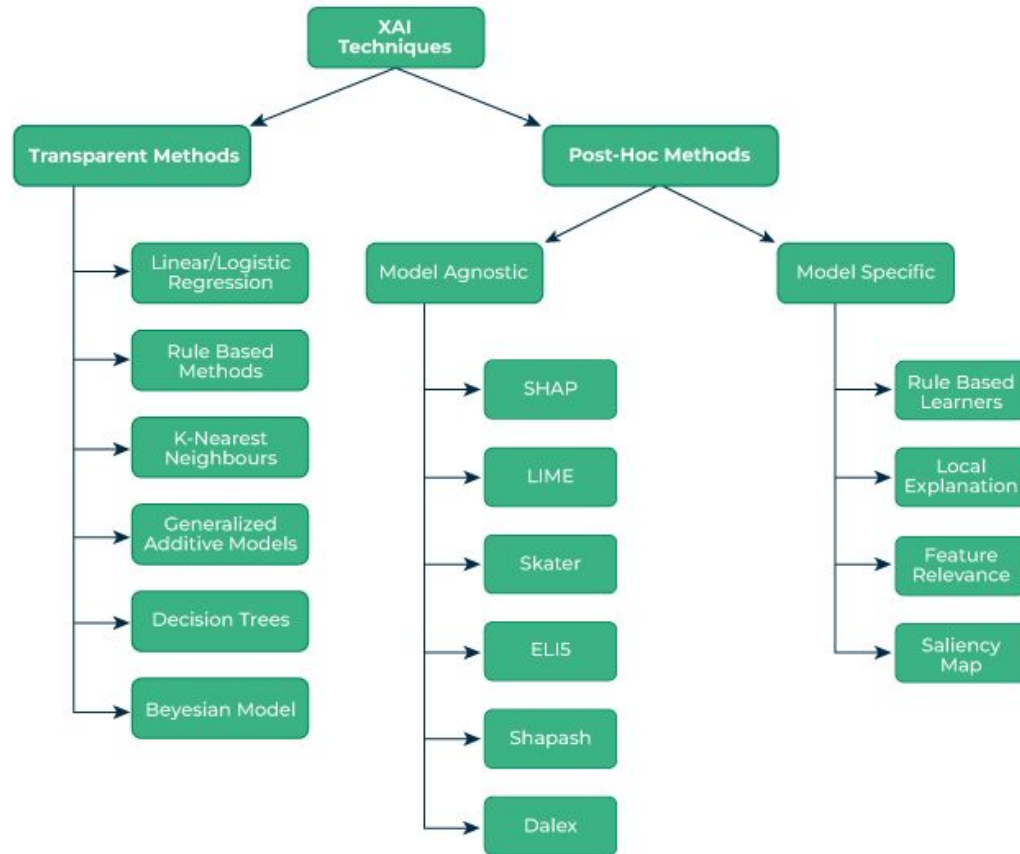 XAI
Techniques
Transparent Methods
Post-Hoc Methods
Linear/Logistic
Regression
Rule Based
Methods
K-Nearest
Neighbours
Generalized
Additive Models
Decision Trees
Beyesian Model
Model Agnostic
SHAP
LIME
Skater
ELI5
Shapash
Dalex
Model Specific
Rule Based
Learners
Local
Explanation
Feature
Relevance
Saliency
Map